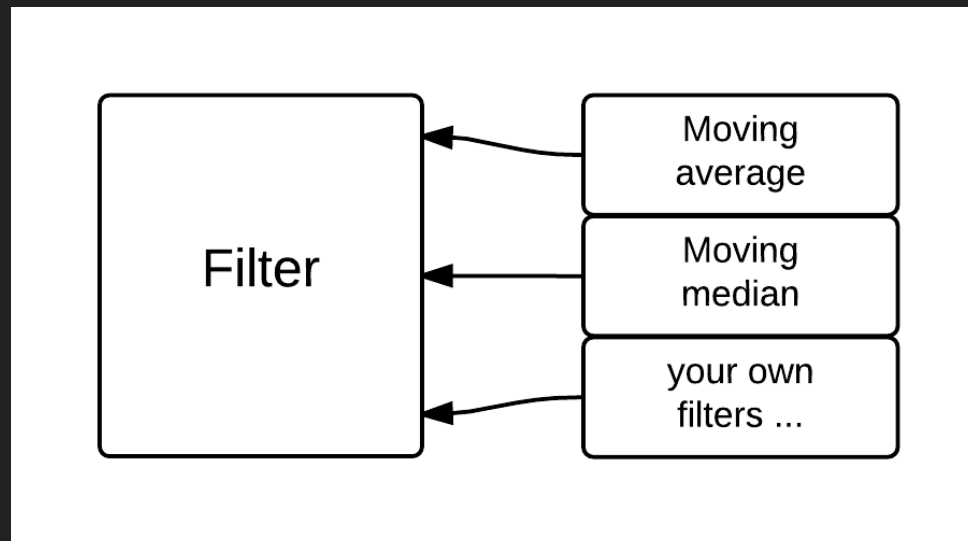 Filter
Moving
average
Moving
median
your own
filters ...